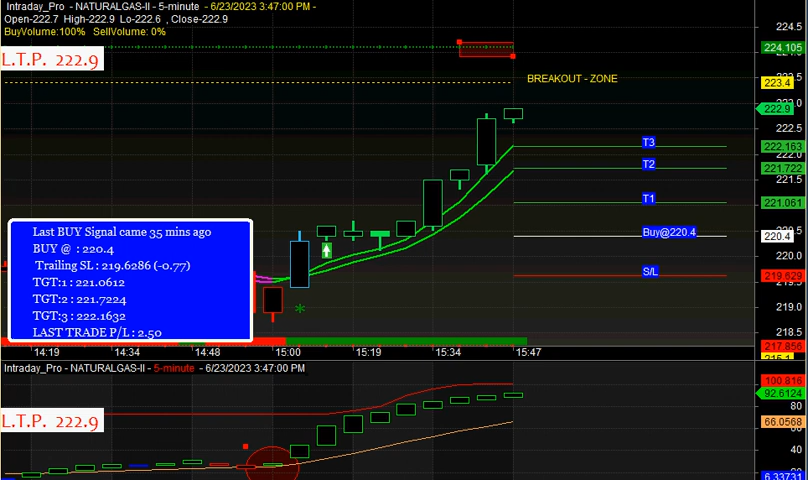 Intraday_Pro - NATURALGAS-II - 5-minute - 6/23/2023 3:47:00 PM -
Open-222.7 High-222.9 Lo-222.6 , Close-222.9
BuyVolume:100% SellVolume: 0%
224.5
224.105
L.T.P. 222.9
BREAKOUT - ZONE
223.4
222.9
T3
222.163
222.0
T2
221.722
221.5
T1
221.061
Buy@220.4
220.4
220.0
S/L
219.629
219.0
218.5
217.856
Last BUY Signal came 35 mins ago
BUY @ : 220.4
Trailing SL : 219.6286 (-0.77)
TGT:1 : 221.0612
TGT:2 : 221.7224
TGT:3 : 222.1632
LAST TRADE P/L : 2.50
14:19 14:34 14:48 15:00 15:19 15:34 15:47
Intraday_Pro - NATURALGAS-II - 5-minute - 6/23/2023 3:47:00 PM
100.816
92.6124
80
L.T.P. 222.9
66.0568
40
6.33731